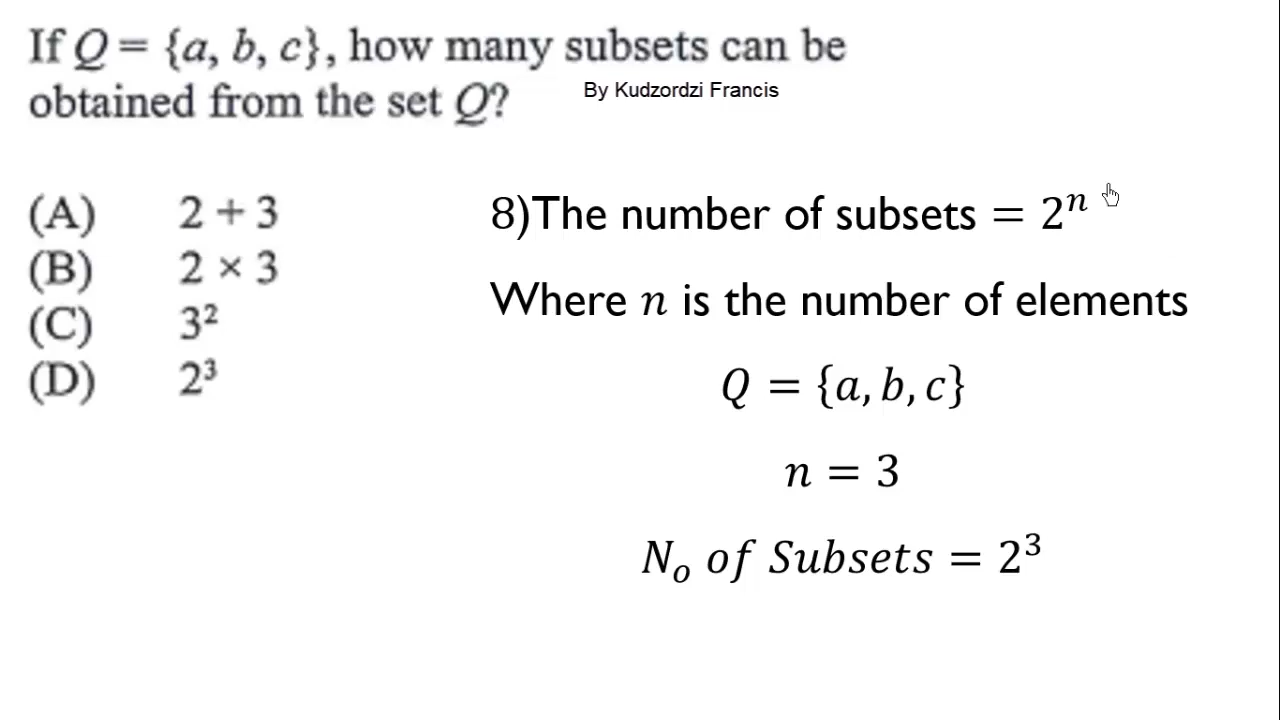 If Q = {a, b, c}, how many subsets can be
obtained from the set Q?
By Kudzordzi Francis
(A) 2 + 3
(B) 2 × 3
(C) 3²
(D) 2³
8)The number of subsets = 2ⁿ
Where n is the number of elements
Q = {a, b, c}
n = 3
Nₒ of Subsets = 2³